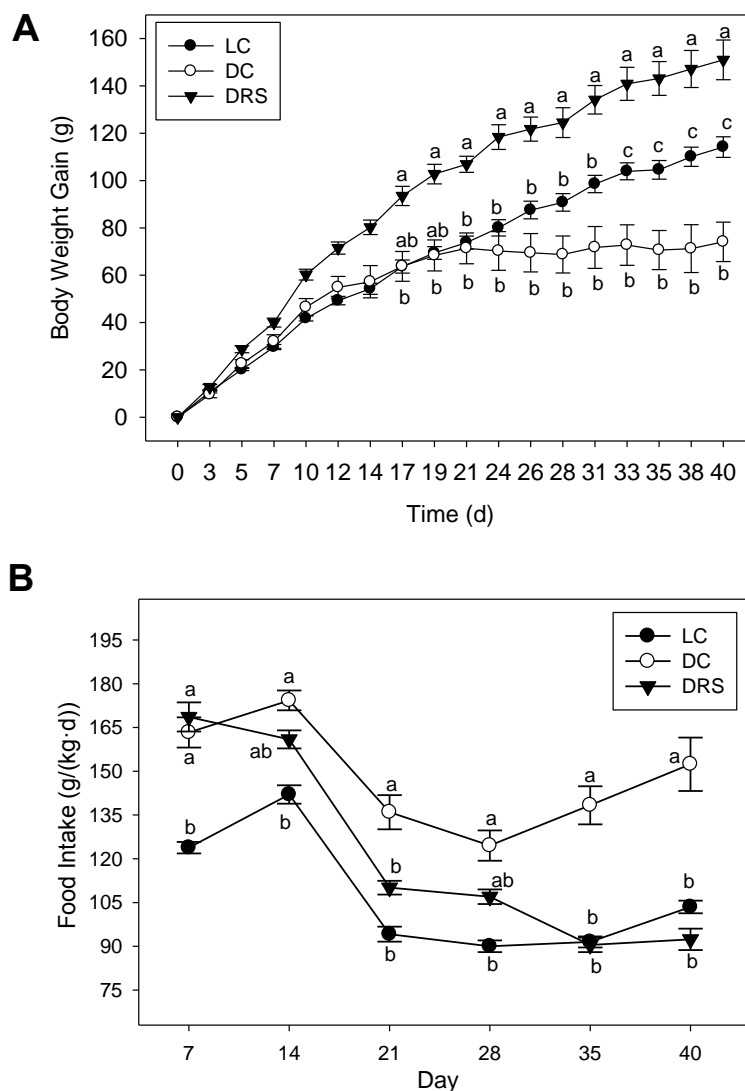 A
160
140
120
100
80
60
40
20
0
LC
DC
DRS
a a a a a a a a a a
ab ab b b b b b c c c c
b b b b b b b b b b
0 3 5 7 10 12 14 17 19 21 24 26 28 31 33 35 38 40
Body Weight Gain (g)
Time (d)
B
195
180
165
150
135
120
105
90
75
LC
DC
DRS
a a a a a a
a ab b ab b b
b b b b b
7 14 21 28 35 40
Food Intake (g/(kg·d))
Day